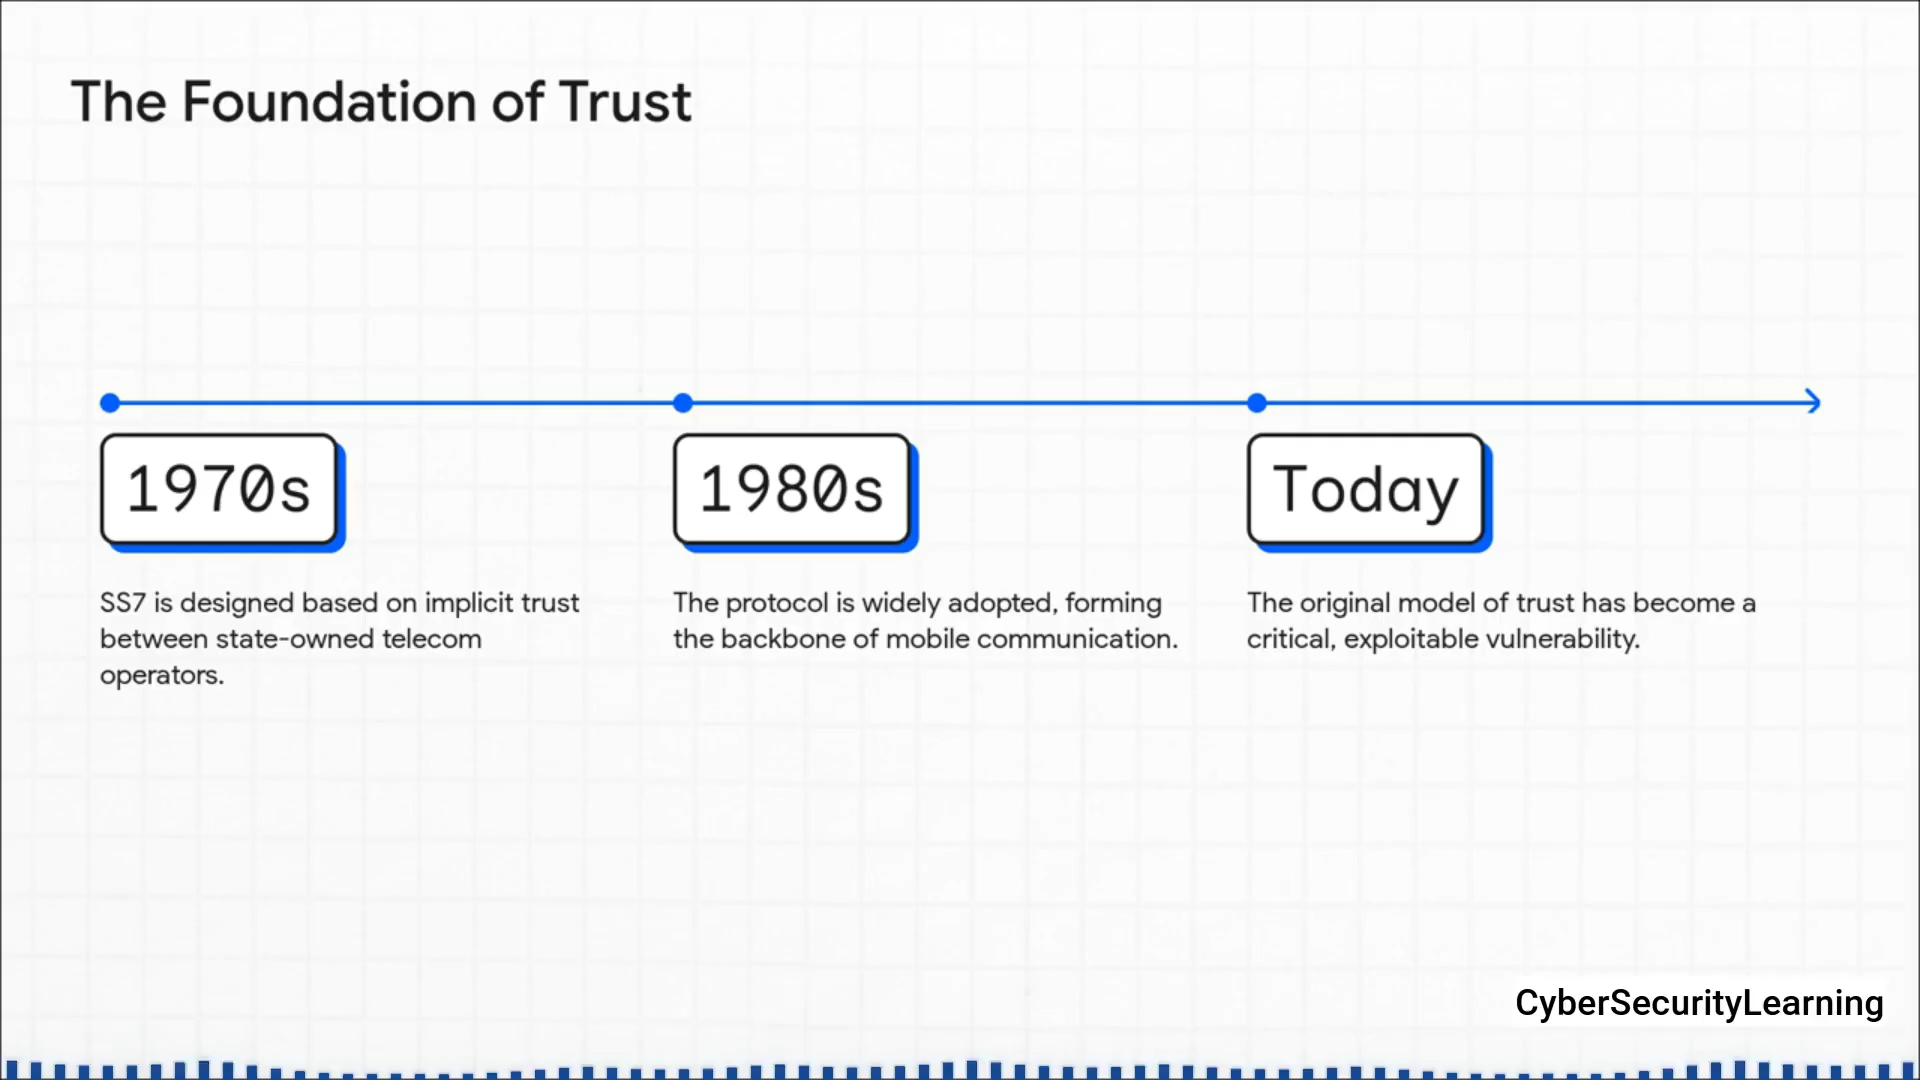 The Foundation of Trust
1970s
SS7 is designed based on implicit trust
between state-owned telecom
operators.
1980s
The protocol is widely adopted, forming
the backbone of mobile communication.
Today
The original model of trust has become a
critical, exploitable vulnerability.
CyberSecurityLearning